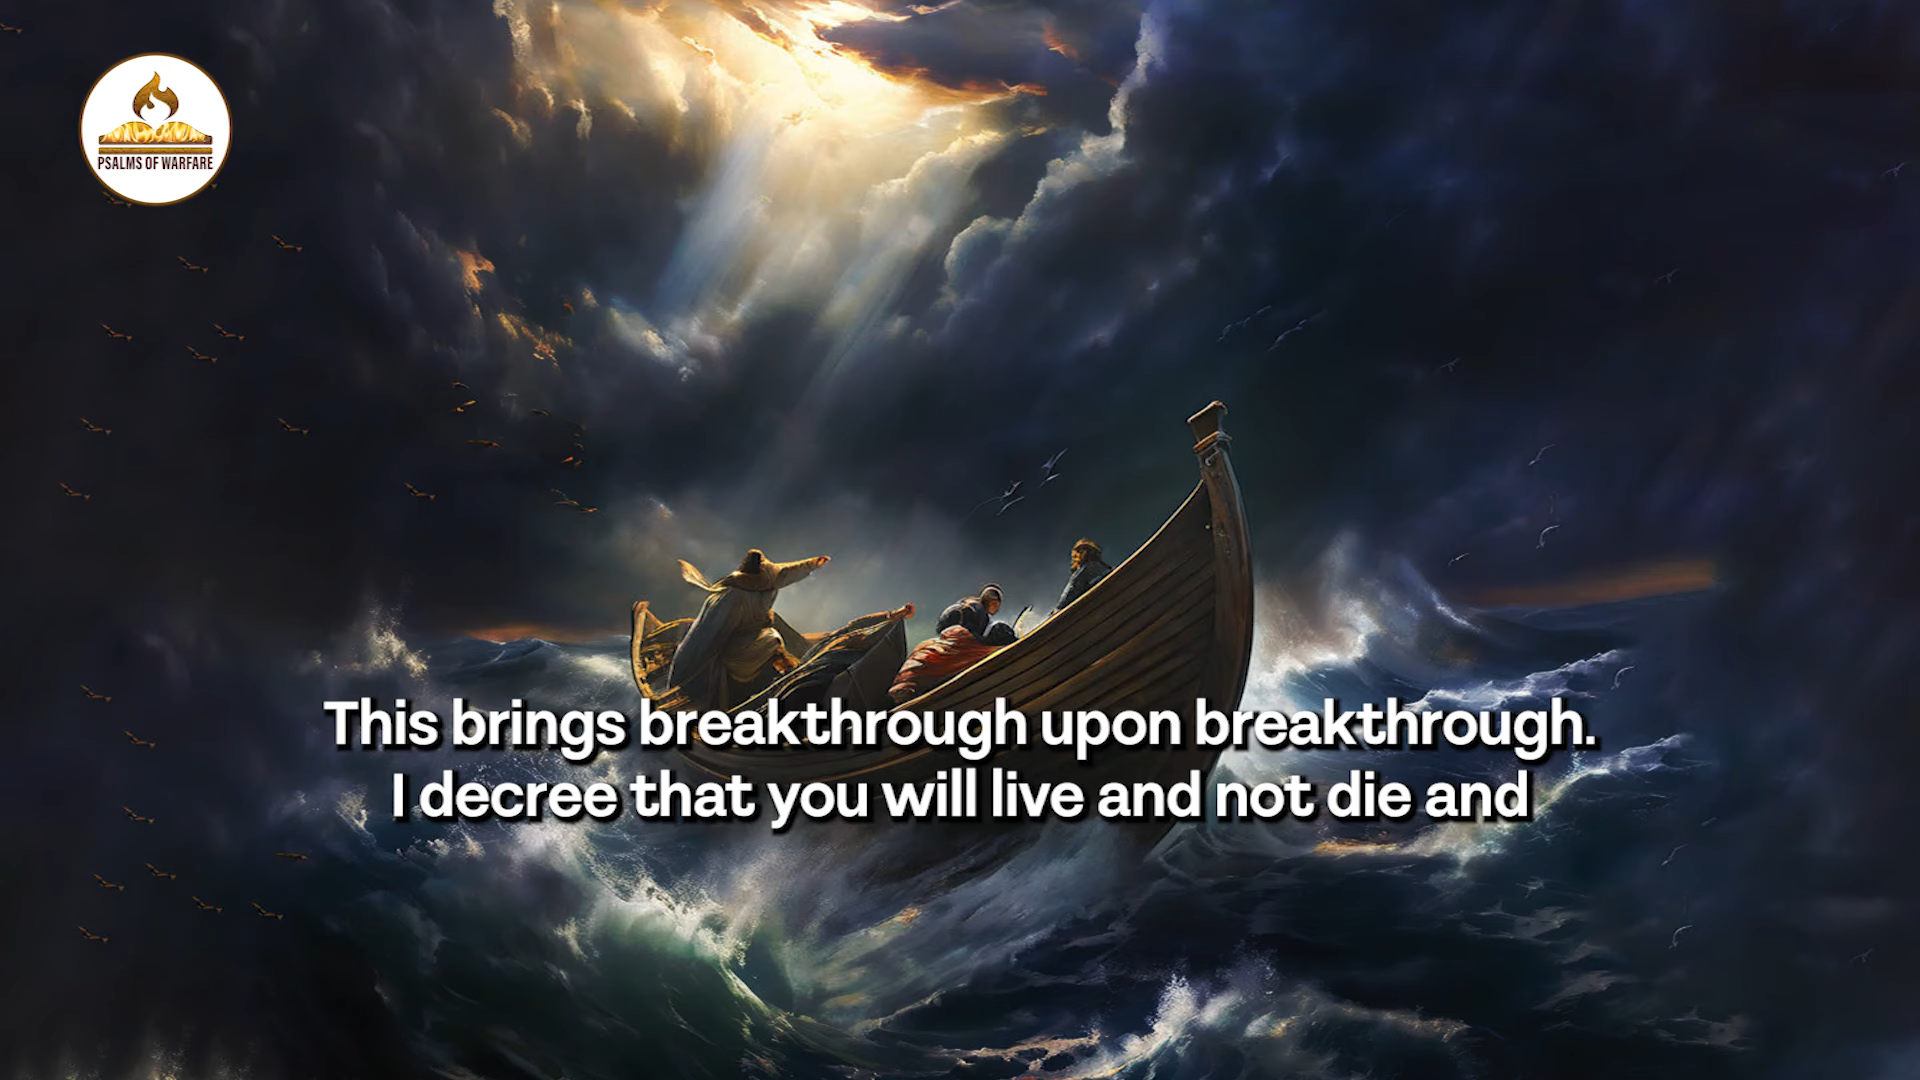 PSALMS OF WARFARE
This brings breakthrough upon breakthrough.
I decree that you will live and not die and